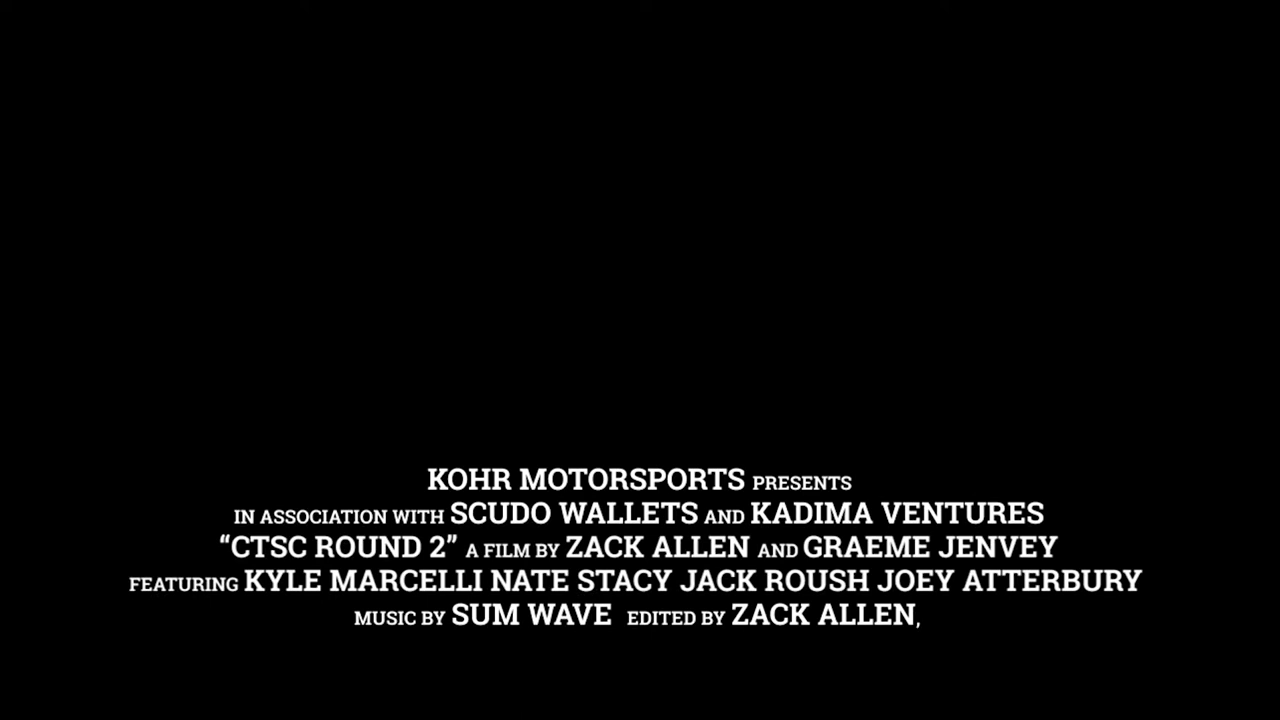 KOHR MOTORSPORTS PRESENTS
IN ASSOCIATION WITH SCUDO WALLETS AND KADIMA VENTURES
“CTSC ROUND 2” A FILM BY ZACK ALLEN AND GRAEME JENVEY
FEATURING KYLE MARCELLI NATE STACY JACK ROUSH JOEY ATTERBURY
MUSIC BY SUM WAVE EDITED BY ZACK ALLEN,